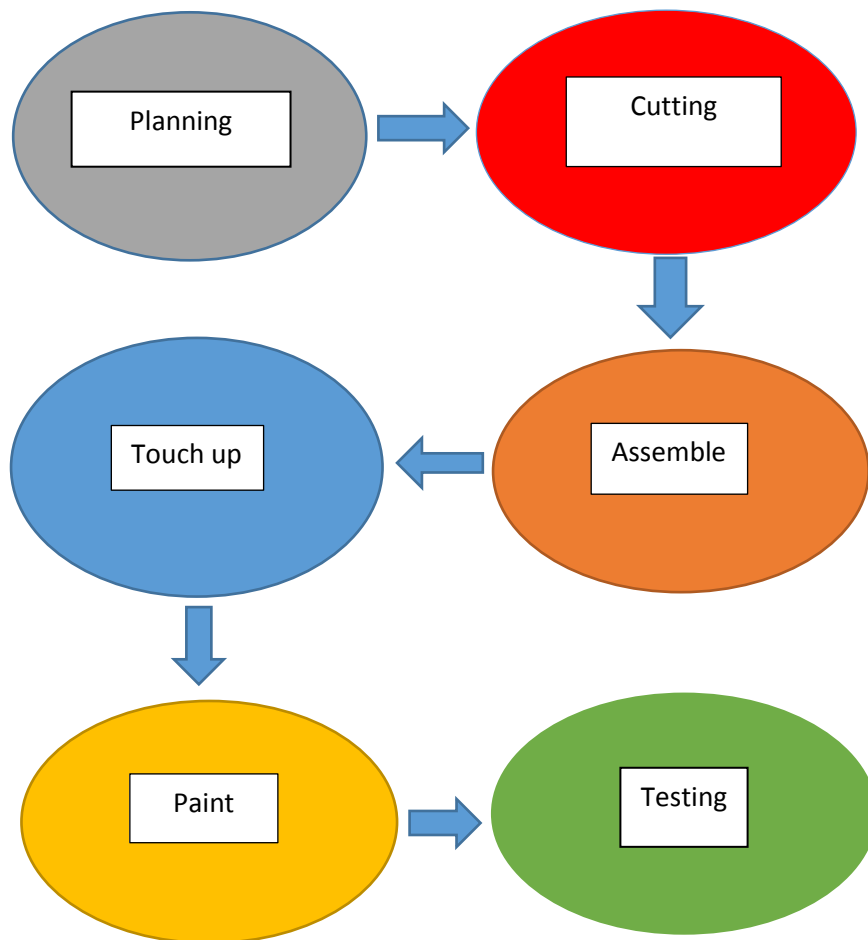 Planning
Cutting
Assemble
Touch up
Paint
Testing